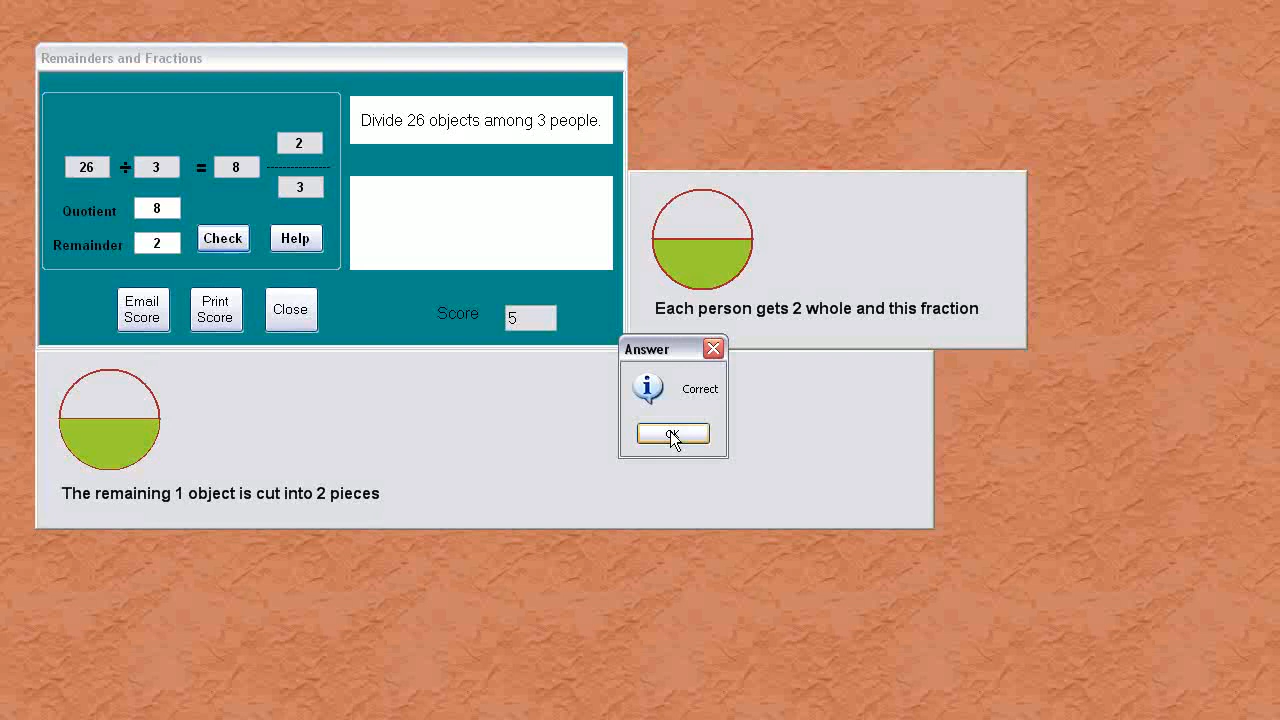 Remainders and Fractions
Divide 26 objects among 3 people.
2
26 ÷ 3 = 8
3
Quotient 8
Remainder 2
Check
Help
Email Score
Print Score
Close
Score 5
Each person gets 2 whole and this fraction
Answer
Correct
OK
The remaining 1 object is cut into 2 pieces